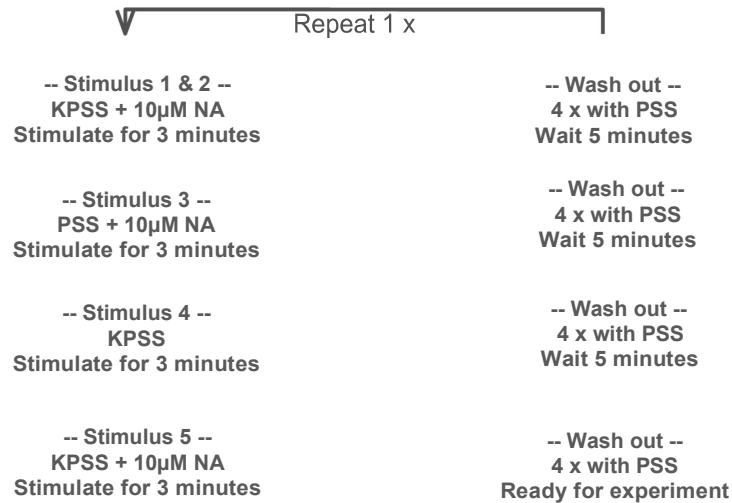 Repeat 1 x
-- Stimulus 1 & 2 --
KPSS + 10µM NA
Stimulate for 3 minutes
-- Wash out --
4 x with PSS
Wait 5 minutes
-- Stimulus 3 --
PSS + 10µM NA
Stimulate for 3 minutes
-- Wash out --
4 x with PSS
Wait 5 minutes
-- Stimulus 4 --
KPSS
Stimulate for 3 minutes
-- Wash out --
4 x with PSS
Wait 5 minutes
-- Stimulus 5 --
KPSS + 10µM NA
Stimulate for 3 minutes
-- Wash out --
4 x with PSS
Ready for experiment